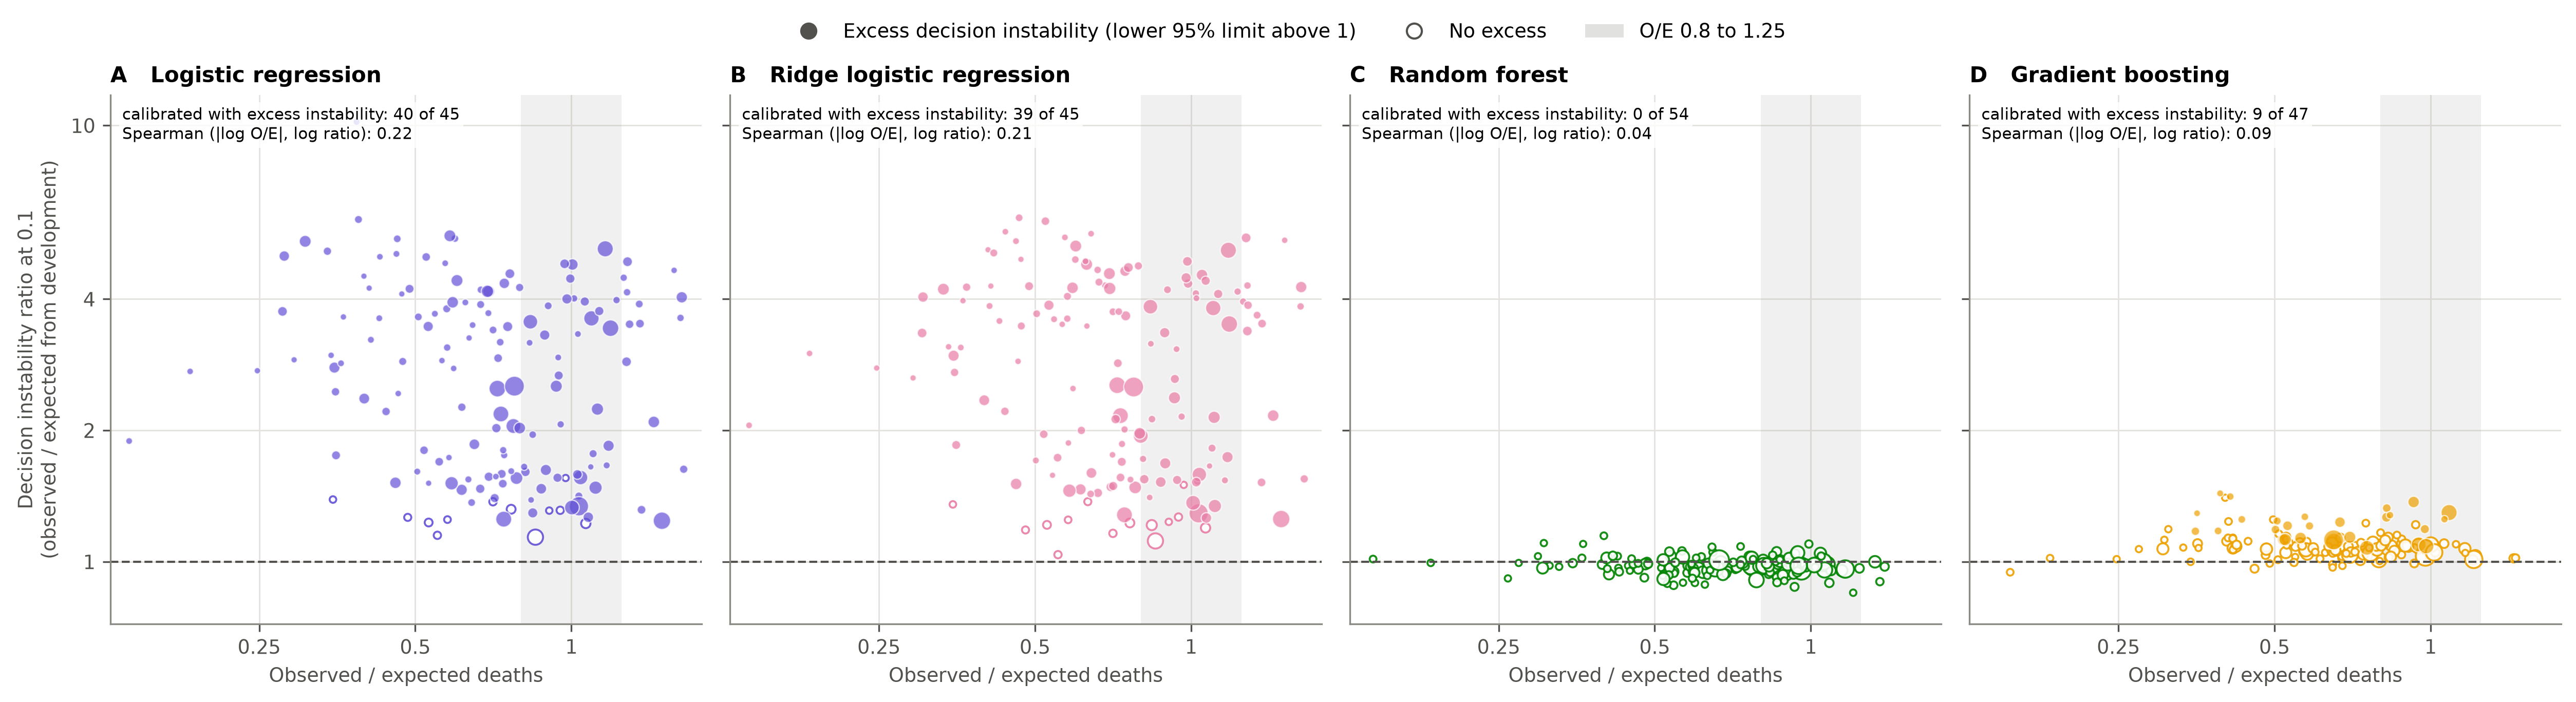 Excess decision instability (lower 95% limit above 1)
No excess
O/E 0.8 to 1.25
A Logistic regression
B Ridge logistic regression
C Random forest
D Gradient boosting
calibrated with excess instability: 40 of 45
Spearman (|log O/E|, log ratio): 0.22
calibrated with excess instability: 39 of 45
Spearman (|log O/E|, log ratio): 0.21
calibrated with excess instability: 0 of 54
Spearman (|log O/E|, log ratio): 0.04
calibrated with excess instability: 9 of 47
Spearman (|log O/E|, log ratio): 0.09
Decision instability ratio at 0.1
(observed / expected from development)
10
4
2
1
0.25
0.5
1
0.25
0.5
1
0.25
0.5
1
0.25
0.5
1
Observed / expected deaths
Observed / expected deaths
Observed / expected deaths
Observed / expected deaths